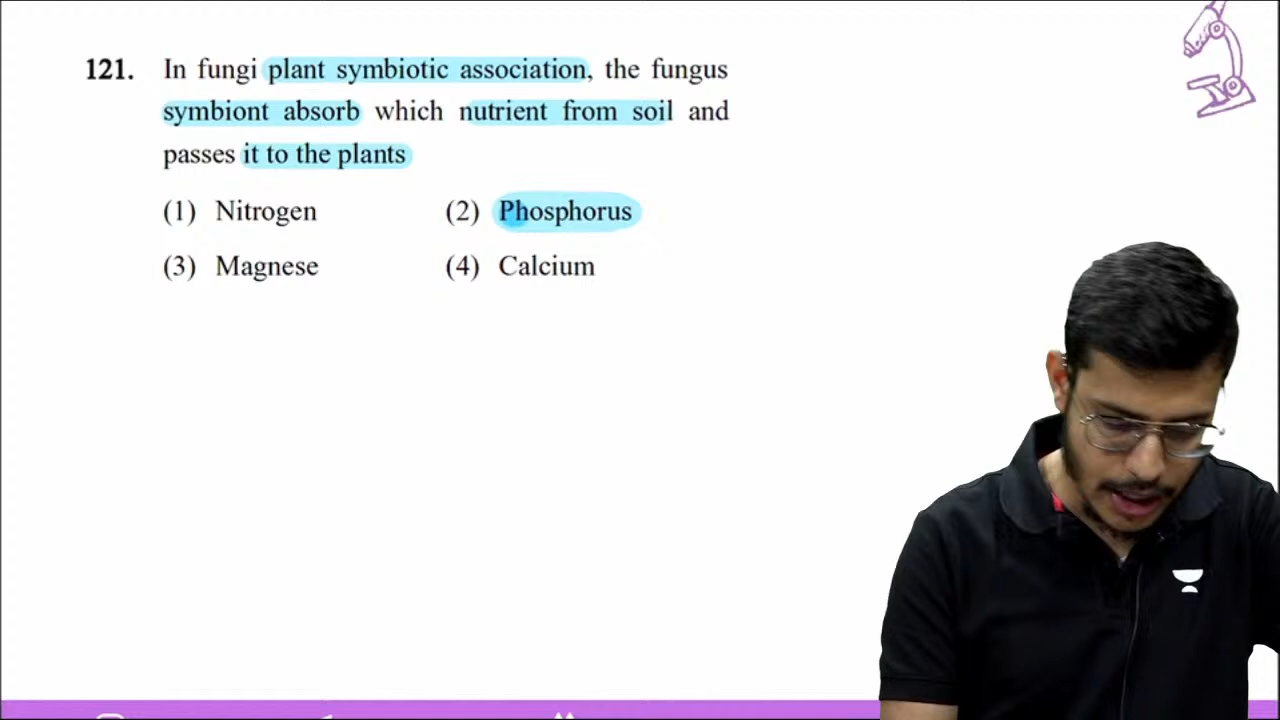 121. In fungi plant symbiotic association, the fungus
symbiont absorb which nutrient from soil and
passes it to the plants
(1) Nitrogen (2) Phosphorus
(3) Magnese (4) Calcium